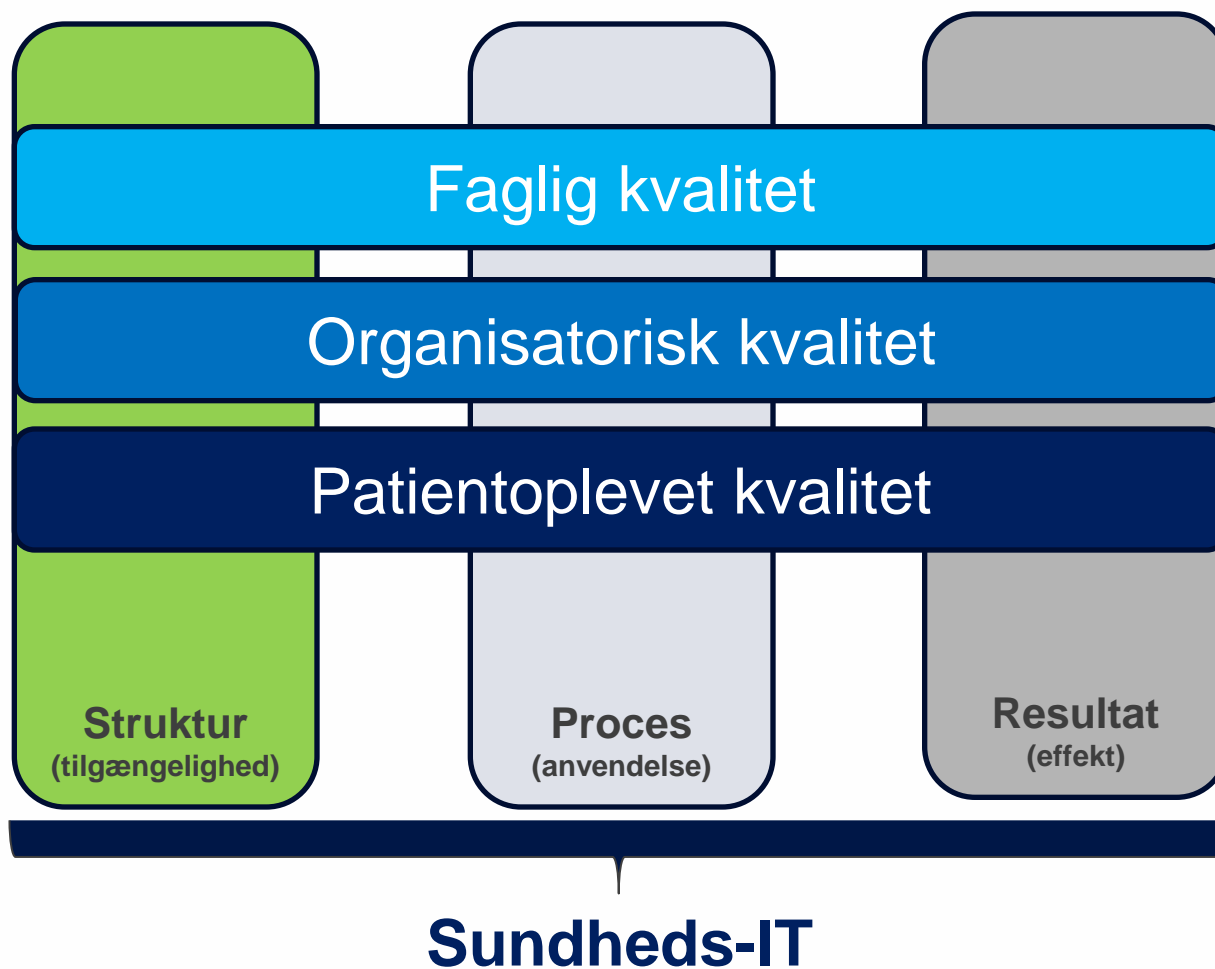 Faglig kvalitet
Organisatorisk kvalitet
Patientoplevet kvalitet
Struktur
(tilgængelighed)
Proces
(anvendelse)
Resultat
(effekt)
Sundheds-IT